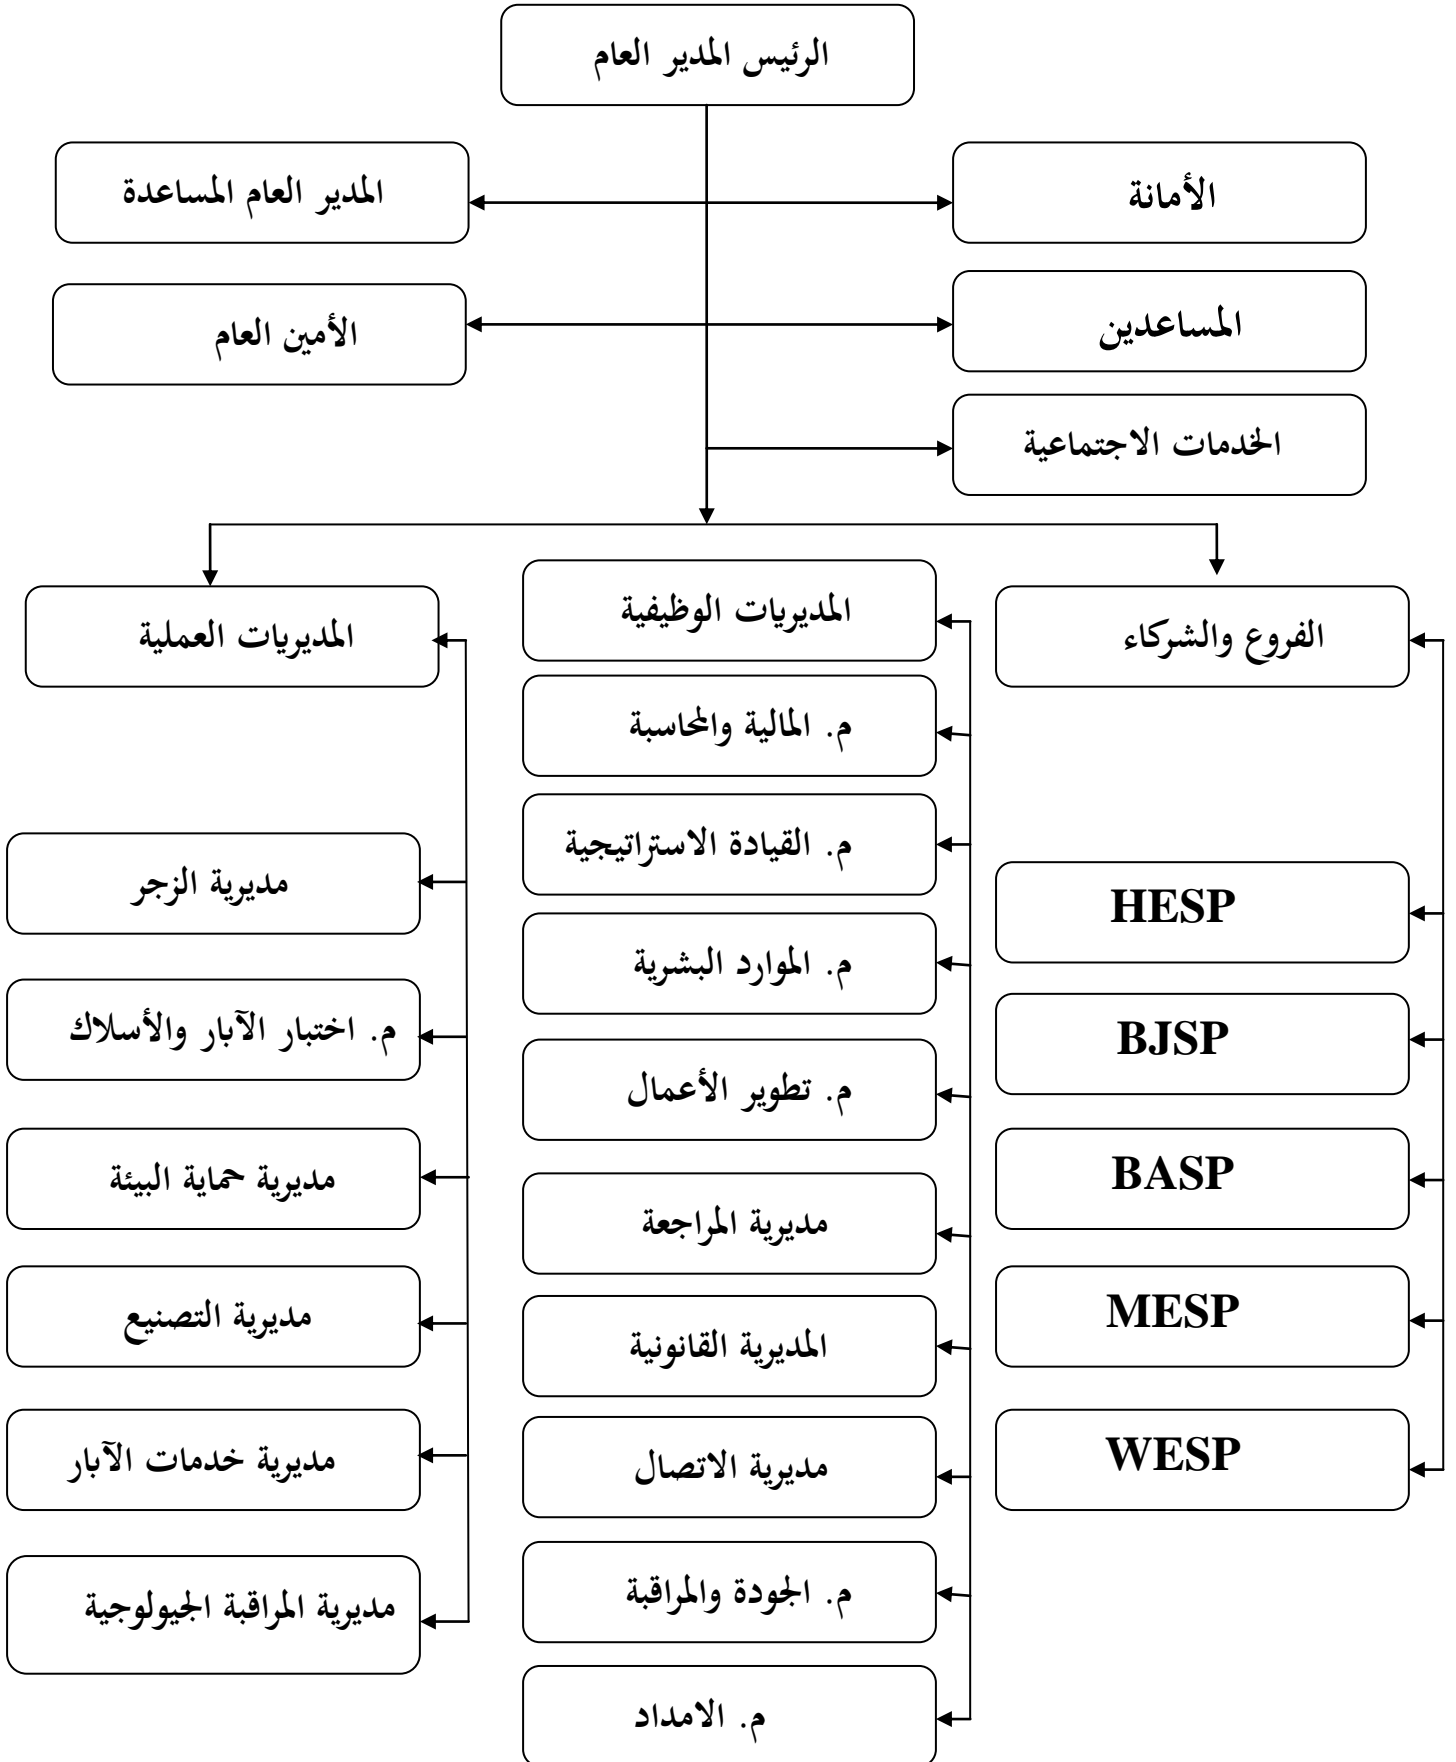 الرئيس المدير العام
الأمانة
المدير العام المساعدة
المساعدين
الأمين العام
الخدمات الاجتماعية
الفروع والشركاء
HESP
BJSP
BASP
MESP
WESP
المديريات الوظيفية
م. المالية والمحاسبة
م. القيادة الاستراتيجية
م. الموارد البشرية
م. تطوير الأعمال
مديرية المراجعة
المديرية القانونية
مديرية الاتصال
م. الجودة والمراقبة
م. الامداد
المديريات العملية
مديرية الزجر
م. اختبار الآبار والأسلاك
مديرية حماية البيئة
مديرية التصنيع
مديرية خدمات الآبار
مديرية المراقبة الجيولوجية